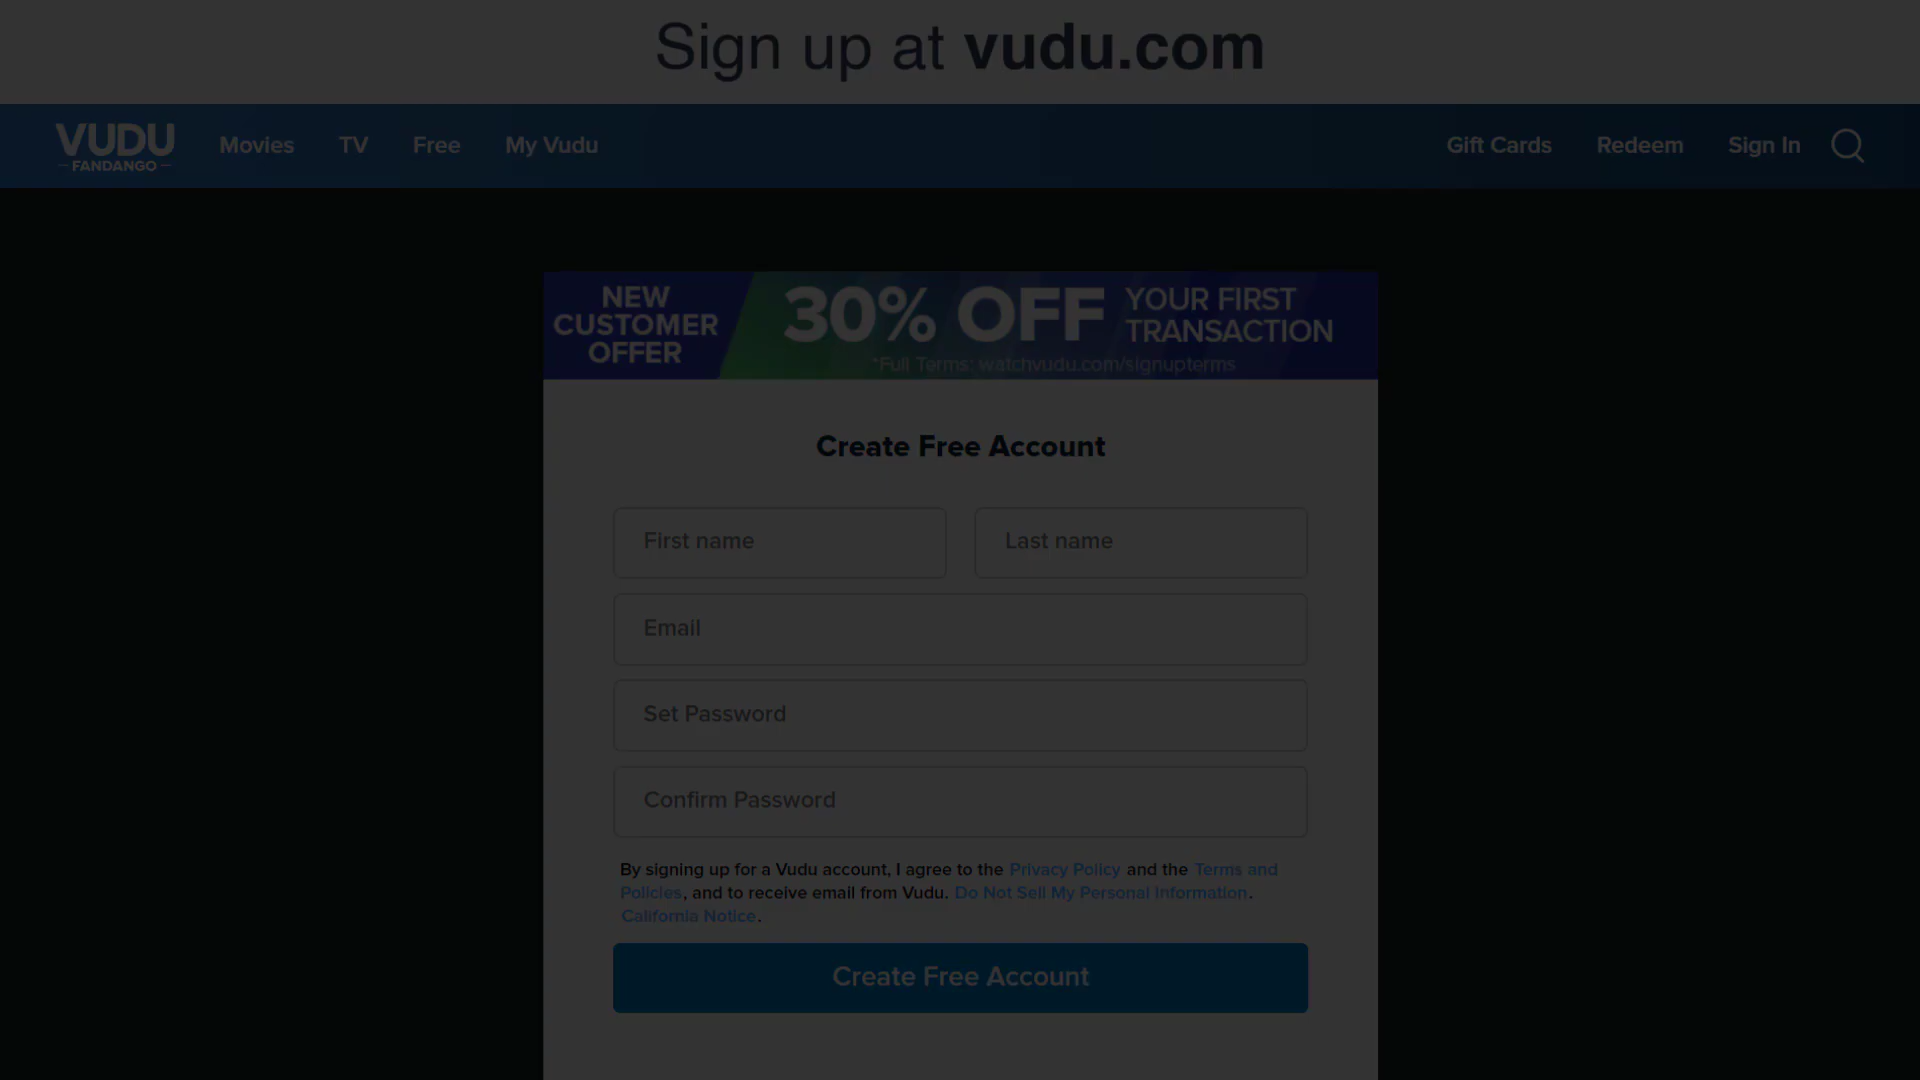 Sign up at vudu.com
VUDU
FANDANGO
Movies
TV
Free
My Vudu
Gift Cards
Redeem
Sign In
NEW
CUSTOMER
OFFER
30% OFF
YOUR FIRST
TRANSACTION
*Full Terms: watchvudu.com/signupterms
Create Free Account
First name
Last name
Email
Set Password
Confirm Password
By signing up for a Vudu account, I agree to the Privacy Policy and the Terms and
Policies, and to receive email from Vudu. Do Not Sell My Personal Information.
California Notice.
Create Free Account